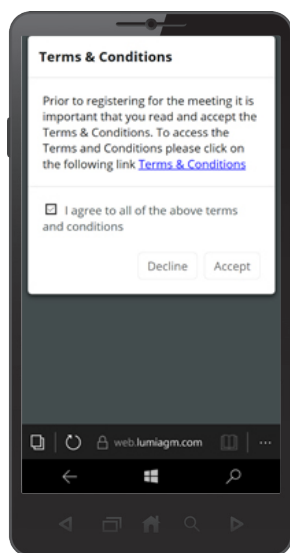 Terms & Conditions
Prior to registering for the meeting it is
important that you read and accept the
Terms & Conditions. To access the
Terms and Conditions please click on
the following link Terms & Conditions
I agree to all of the above terms
and conditions
Decline Accept
web.lumiagm.com